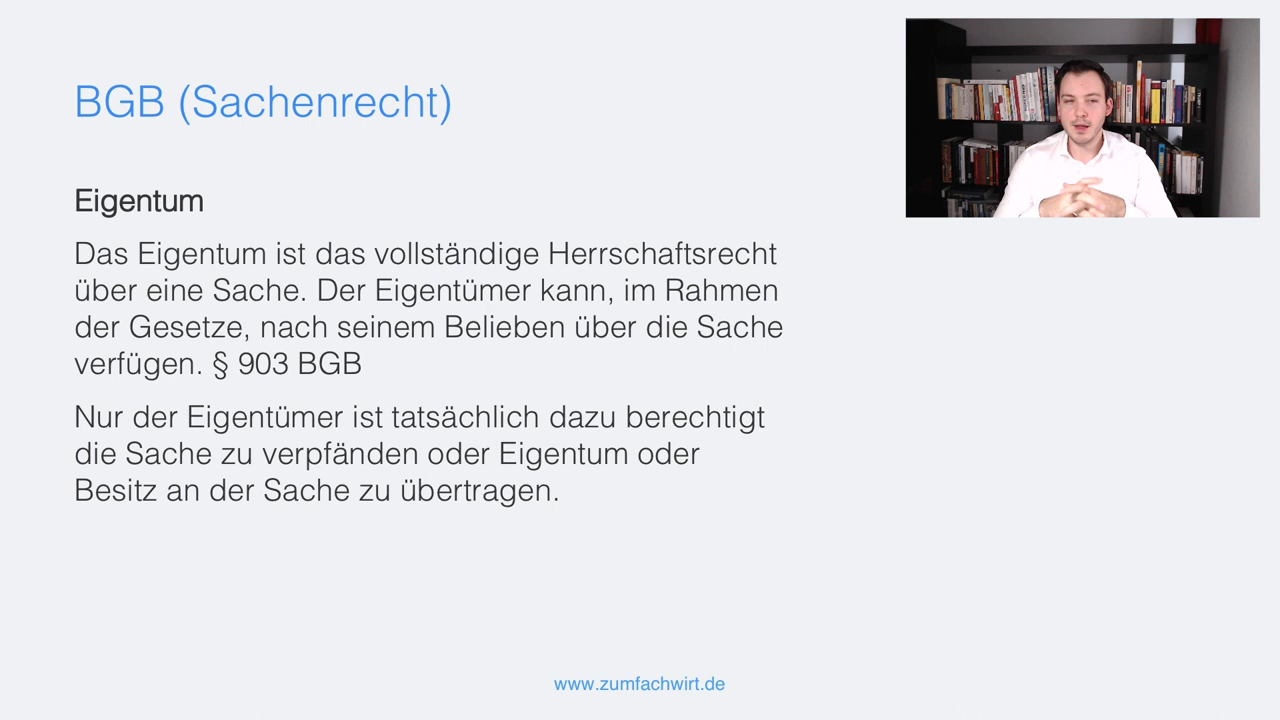 BGB (Sachenrecht)
Eigentum
Das Eigentum ist das vollständige Herrschaftsrecht
über eine Sache. Der Eigentümer kann, im Rahmen
der Gesetze, nach seinem Belieben über die Sache
verfügen. § 903 BGB
Nur der Eigentümer ist tatsächlich dazu berechtigt
die Sache zu verpfänden oder Eigentum oder
Besitz an der Sache zu übertragen.
www.zumfachwirt.de